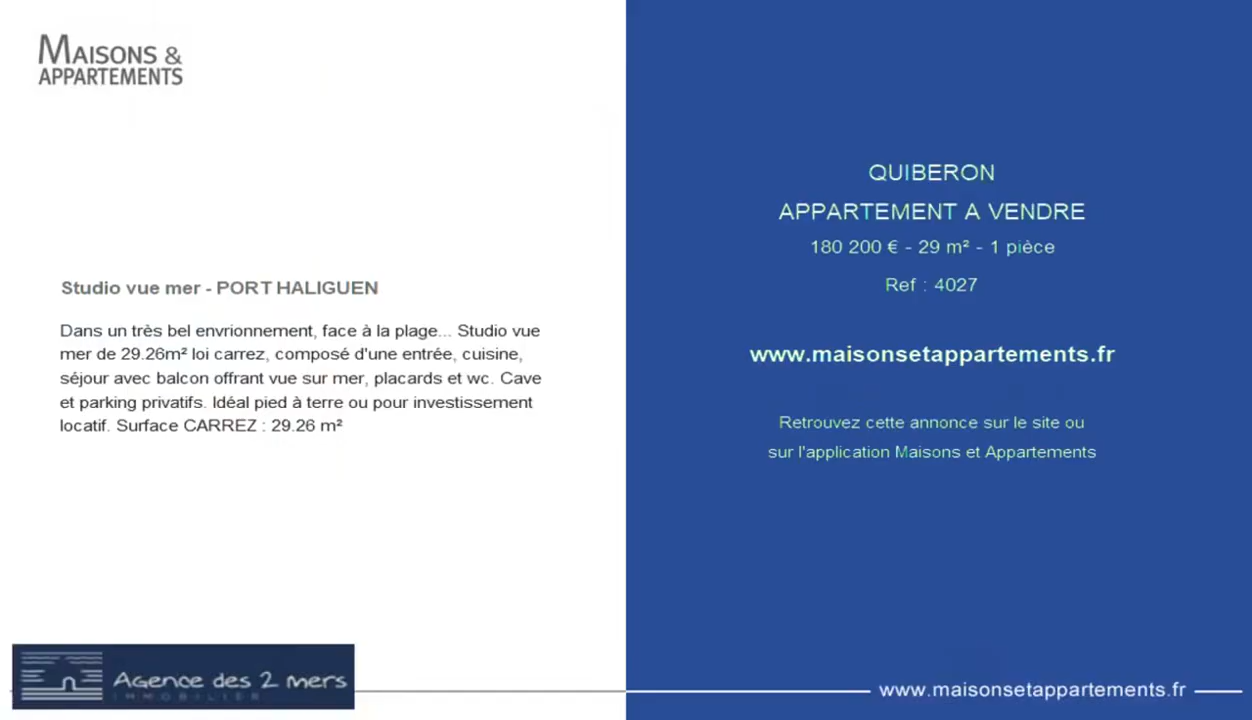 MAISONS &
APPARTEMENTS
Studio vue mer - PORT HALIGUEN
Dans un très bel envrionnement, face à la plage... Studio vue
mer de 29.26m² loi carrez, composé d'une entrée, cuisine,
séjour avec balcon offrant vue sur mer, placards et wc. Cave
et parking privatifs. Idéal pied à terre ou pour investissement
locatif. Surface CARREZ : 29.26 m²
QUIBERON
APPARTEMENT A VENDRE
180 200 € - 29 m² - 1 pièce
Ref : 4027
www.maisonsetappartements.fr
Retrouvez cette annonce sur le site ou
sur l'application Maisons et Appartements
Agence des 2 mers
IMMOBILIER
www.maisonsetappartements.fr